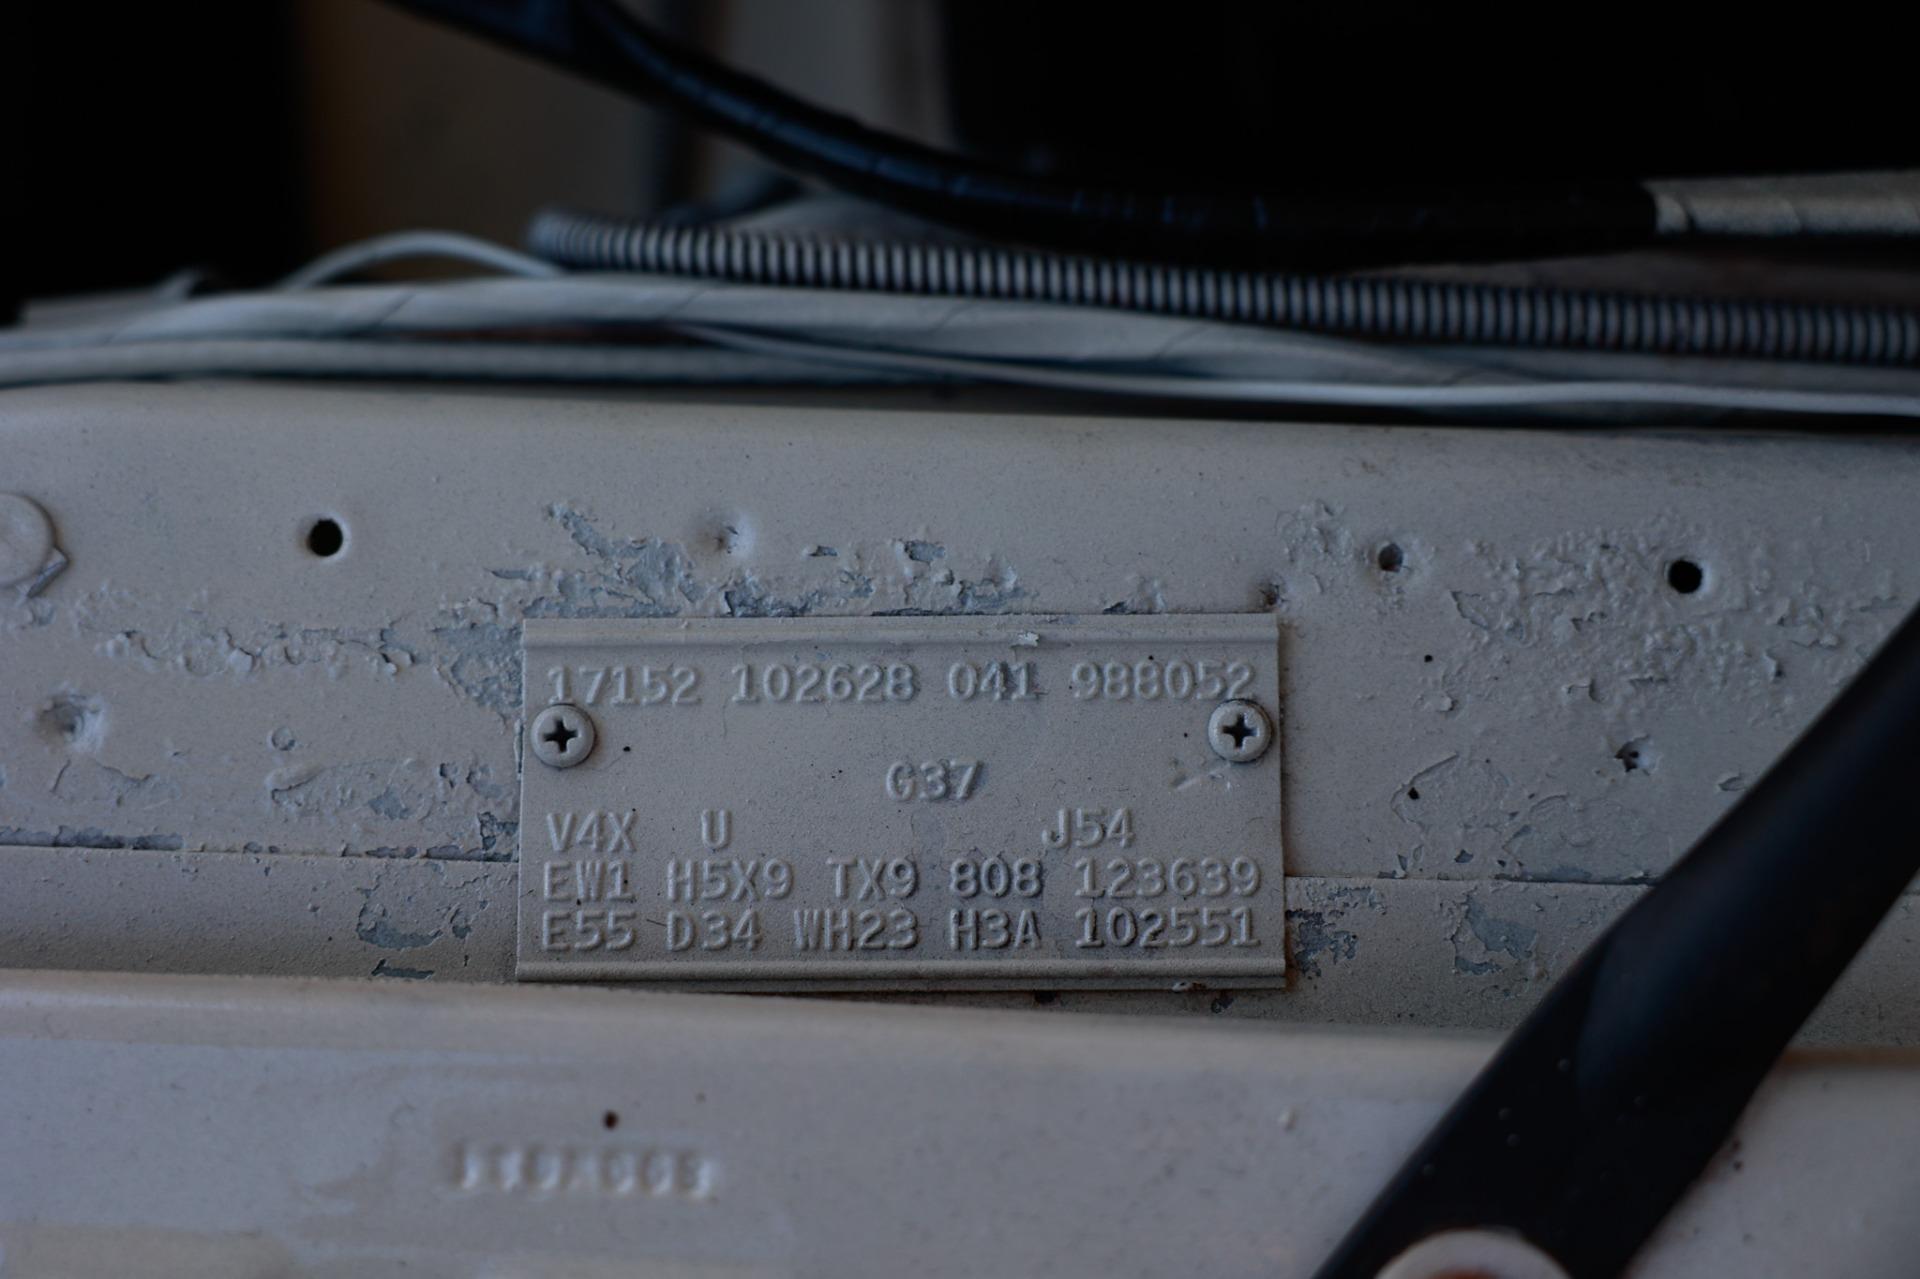 17152 102628 041 988052
G37
V4X U J54
EW1 H5X9 TX9 808 123639
E55 D34 WH23 H3A 102551